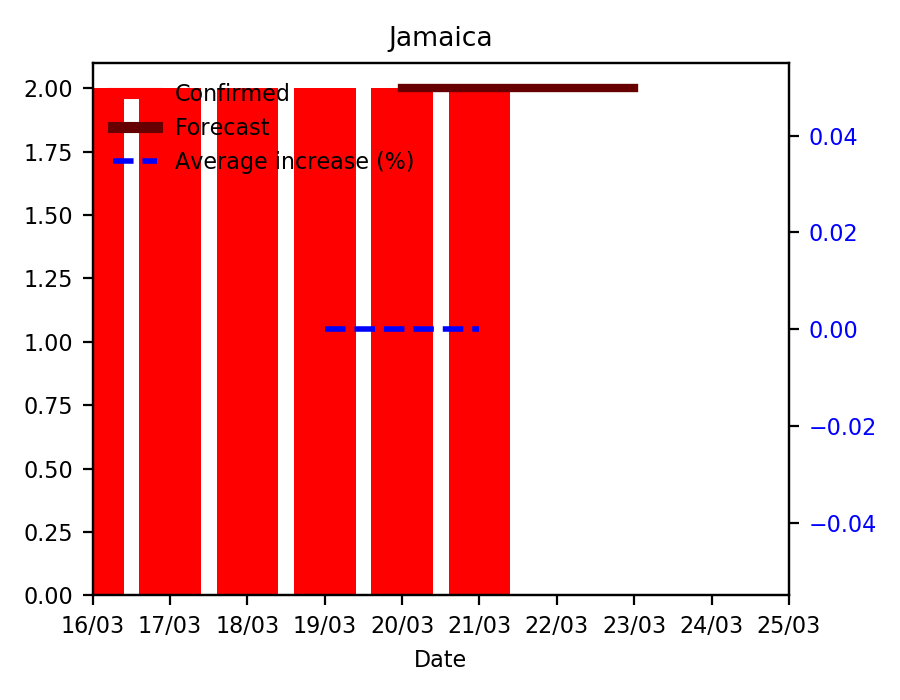 Jamaica
Confirmed
Forecast
Average increase (%)
2.00
1.75
1.50
1.25
1.00
0.75
0.50
0.25
0.00
0.04
0.02
0.00
−0.02
−0.04
16/03 17/03 18/03 19/03 20/03 21/03 22/03 23/03 24/03 25/03
Date